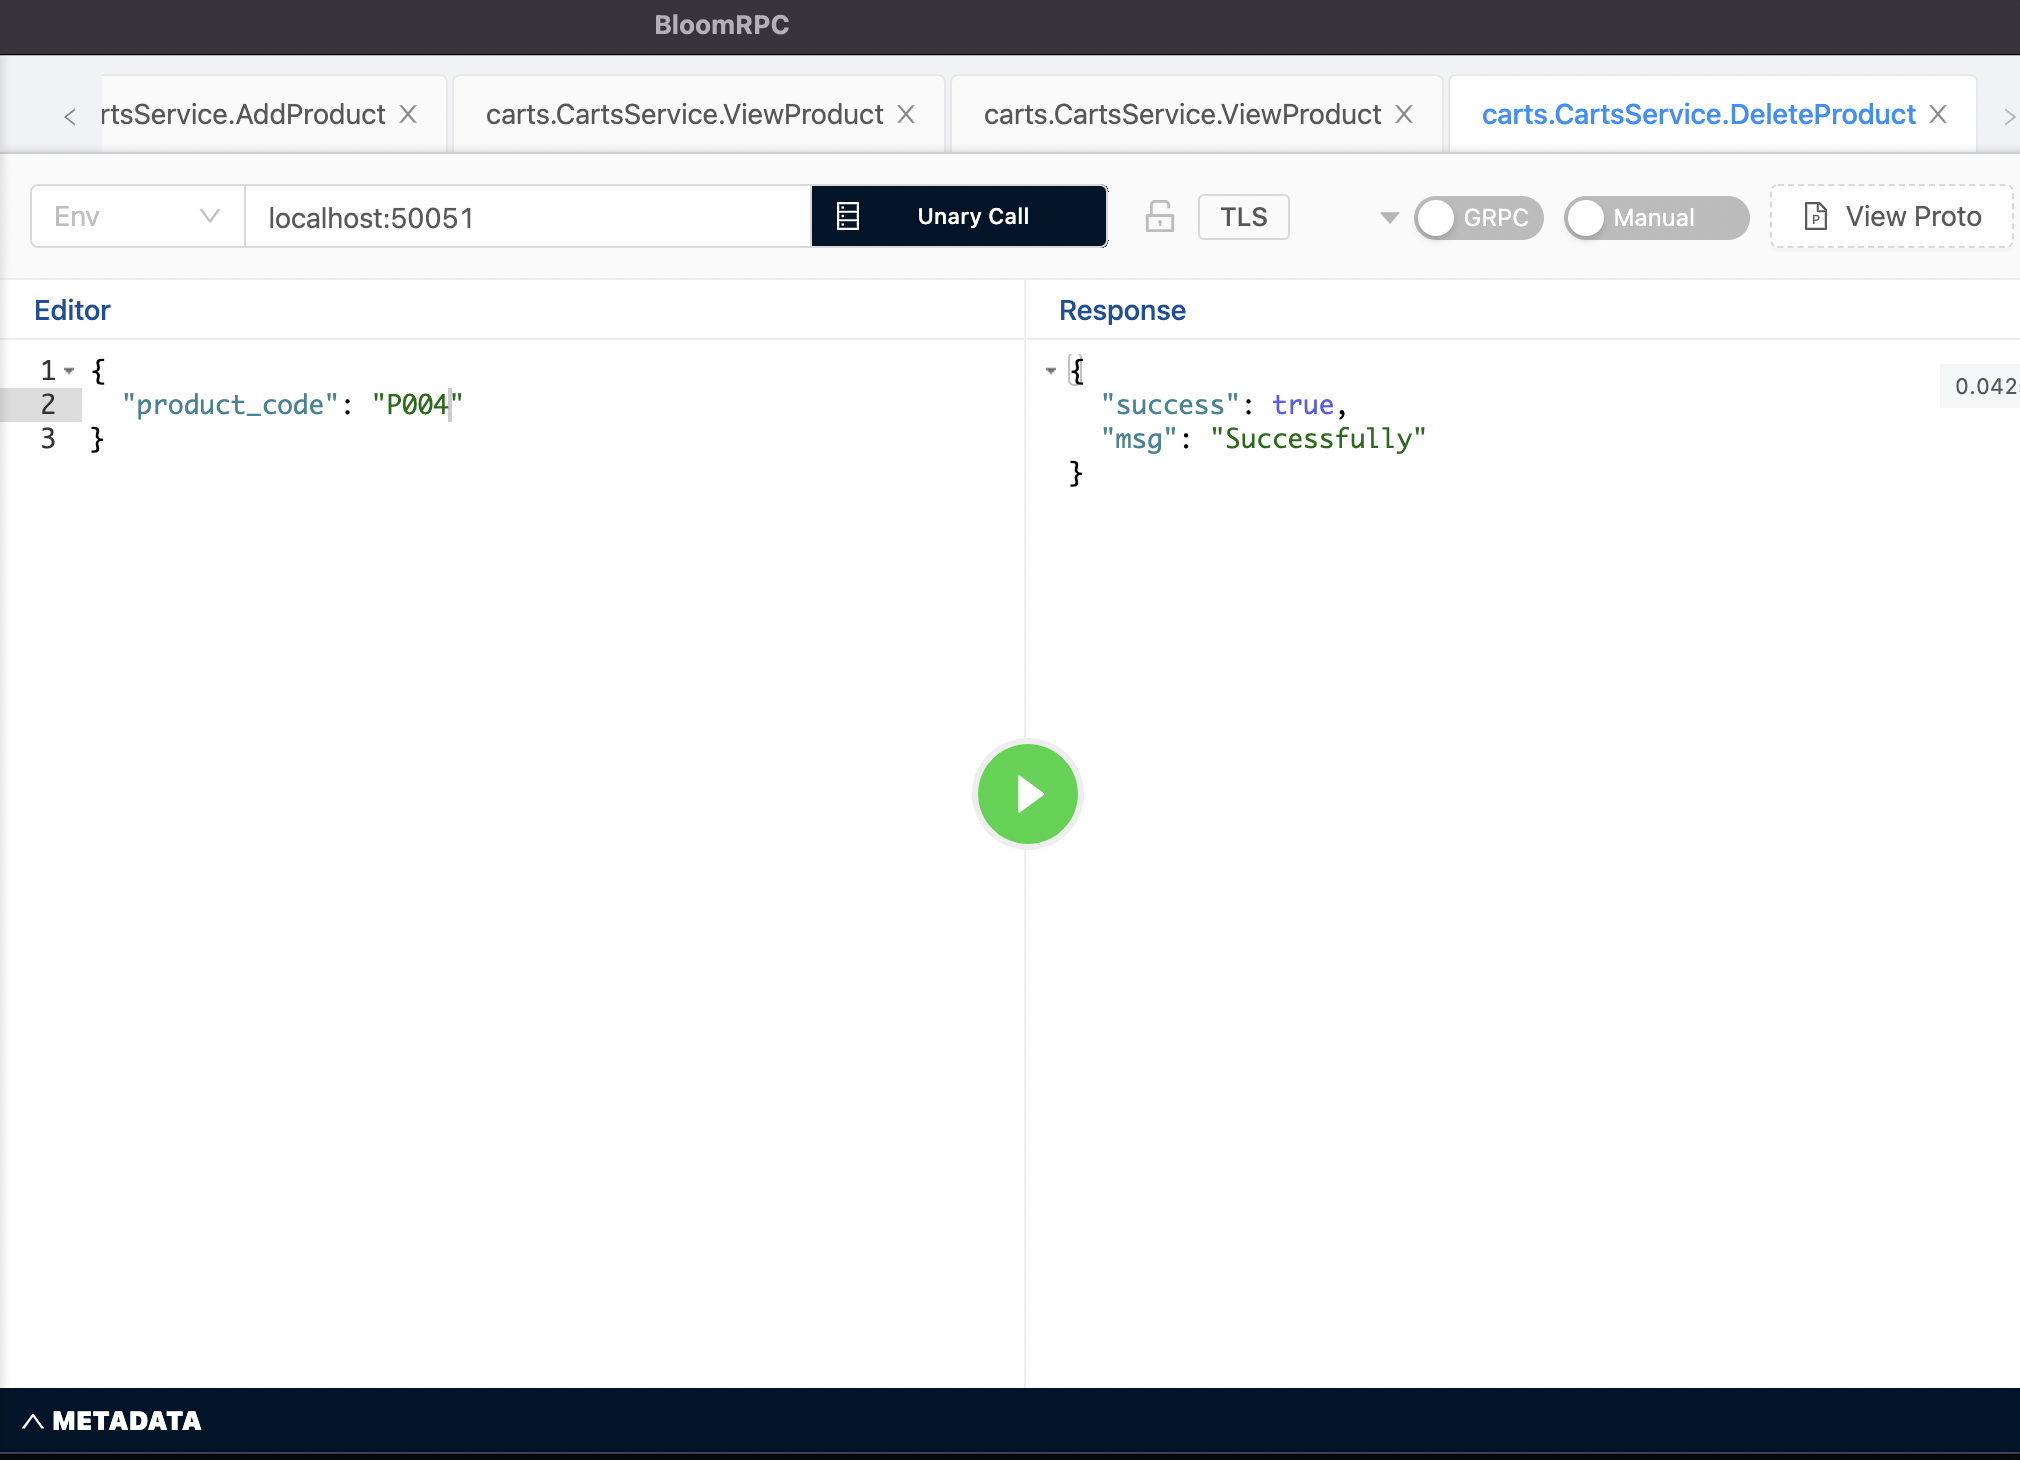 BloomRPC
rtsService.AddProduct X carts.CartsService.ViewProduct X carts.CartsService.ViewProduct X carts.CartsService.DeleteProduct X
Env localhost:50051 Unary Call TLS GRPC Manual View Proto
Editor
1 {
2 "product_code": "P004"
3 }
Response
{
"success": true,
"msg": "Successfully"
}
0.042s
METADATA